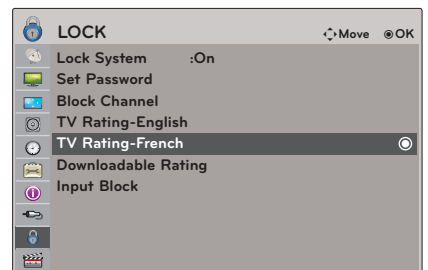 LOCK
Move OK
Lock System :On
Set Password
Block Channel
TV Rating-English
TV Rating-French
Downloadable Rating
Input Block